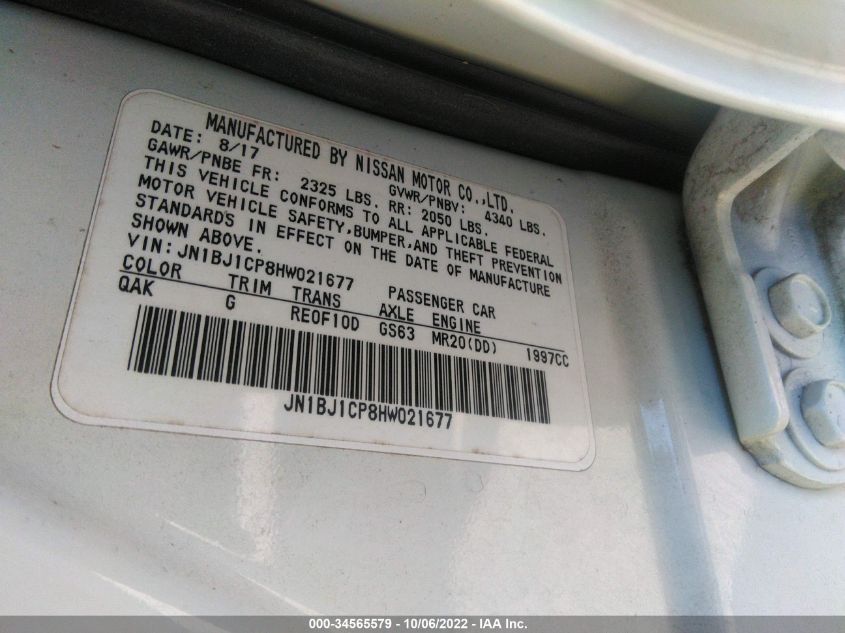 MANUFACTURED BY NISSAN MOTOR CO.,LTD.
DATE: 8/17 GVWR/PNBV: 4340 LBS.
GAWR/PNBE FR: 2325 LBS. RR: 2050 LBS.
THIS VEHICLE CONFORMS TO ALL APPLICABLE FEDERAL
MOTOR VEHICLE SAFETY,BUMPER,AND THEFT PREVENTION
STANDARDS IN EFFECT ON THE DATE OF MANUFACTURE
SHOWN ABOVE.
VIN: JN1BJ1CP8HW021677 PASSENGER CAR
COLOR TRIM TRANS AXLE ENGINE
QAK G RE0F10D GS63 MR20(DD) 1997CC
JN1BJ1CP8HW021677
000-34565579 - 10/06/2022 - IAA Inc.